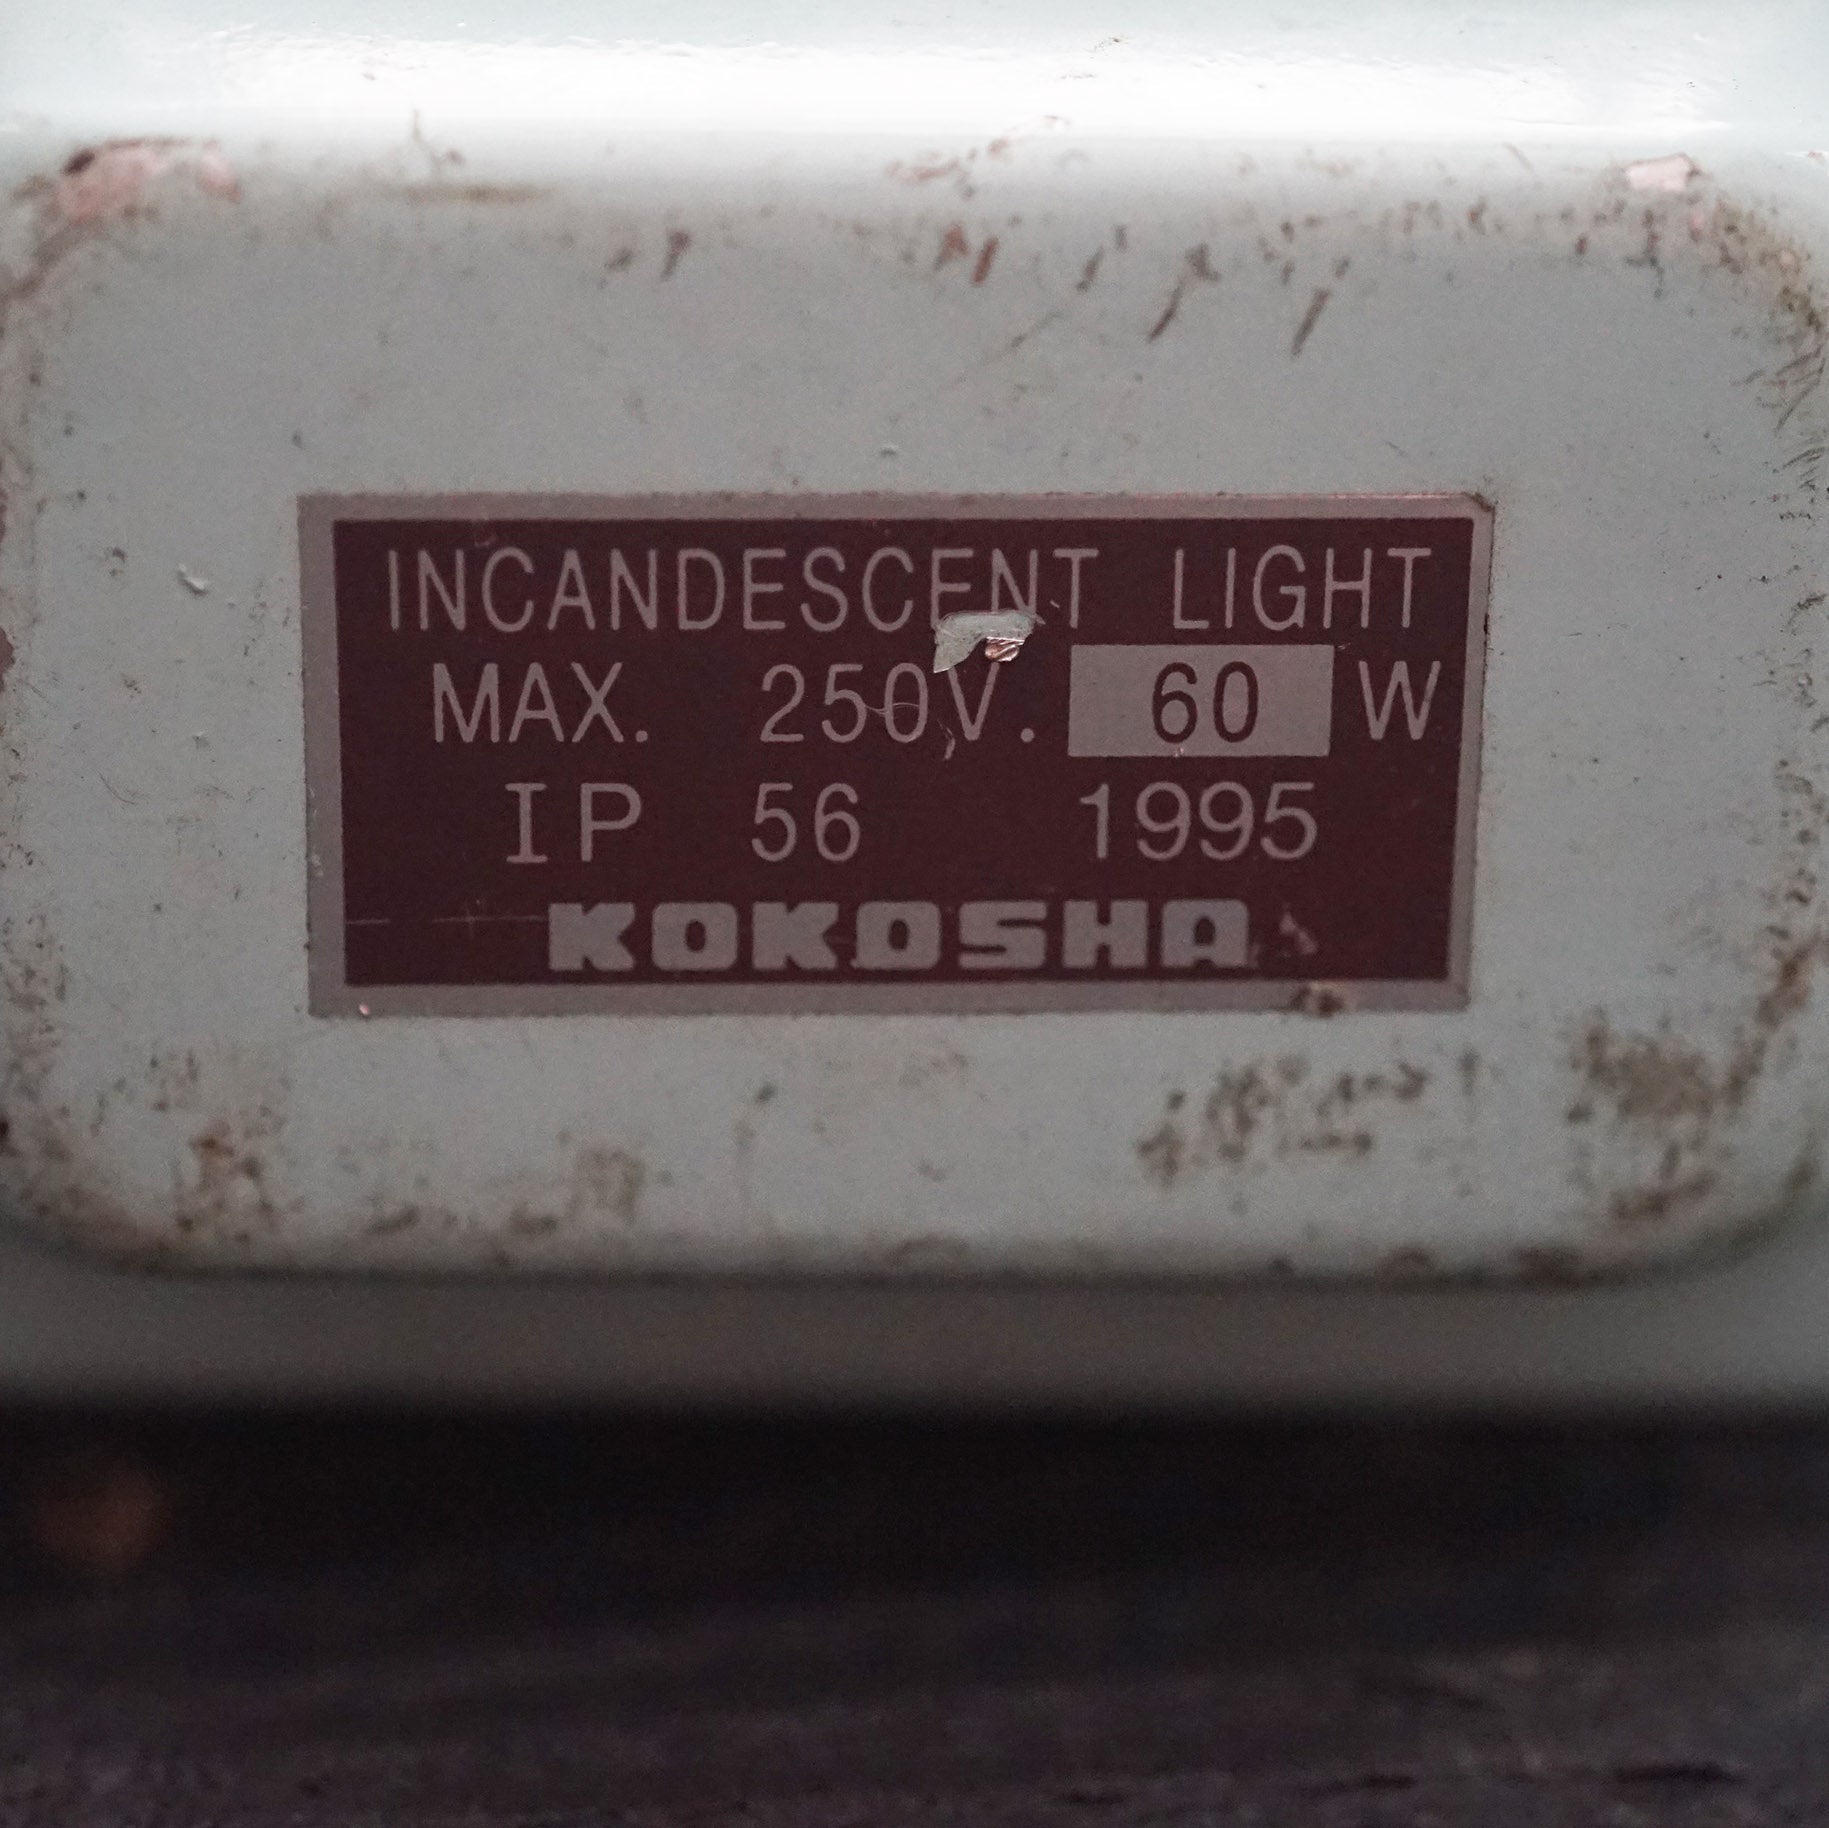 INCANDESCENT LIGHT
MAX. 250V. 60 W
IP 56 1995
KOKOSHA